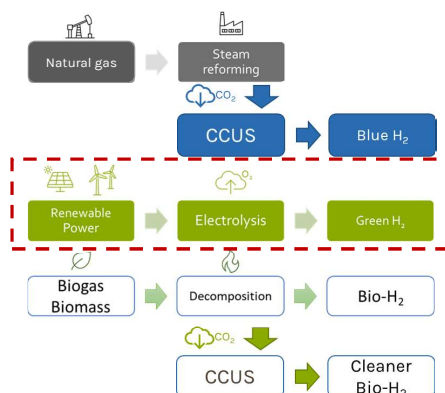 Natural gas
Steam
reforming
CO₂
CCUS
Blue H₂
O₂
Renewable
Power
Electrolysis
Green H₂
Biogas
Biomass
Decomposition
Bio-H₂
CO₂
CCUS
Cleaner
Bio-H₂